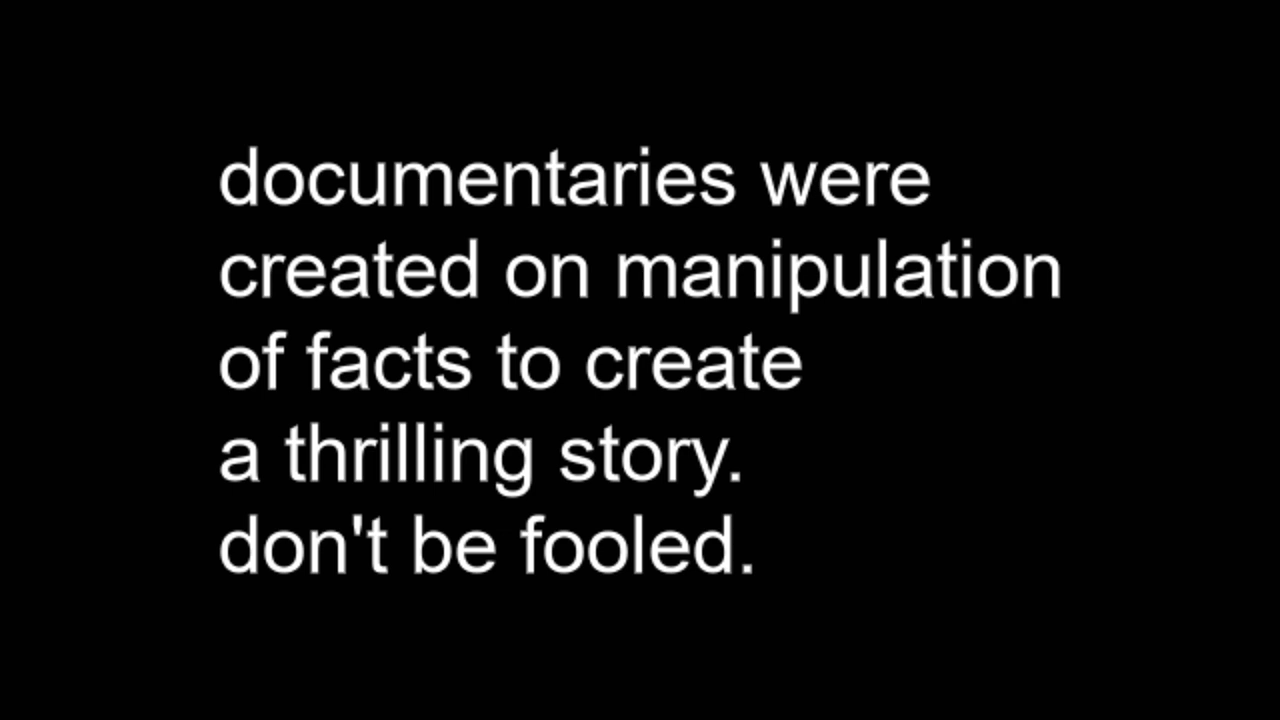 documentaries were
created on manipulation
of facts to create
a thrilling story.
don't be fooled.